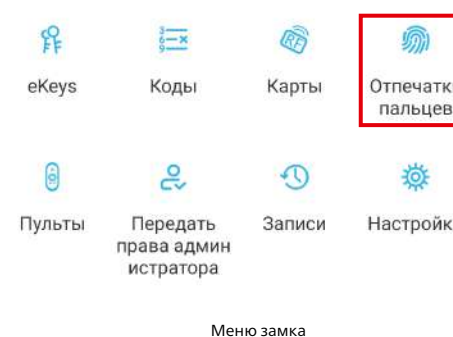 eKeys Коды Карты Отпечатк
пальцев
Пульты Передать Записи Настройк
права админ
истратора
Меню замка